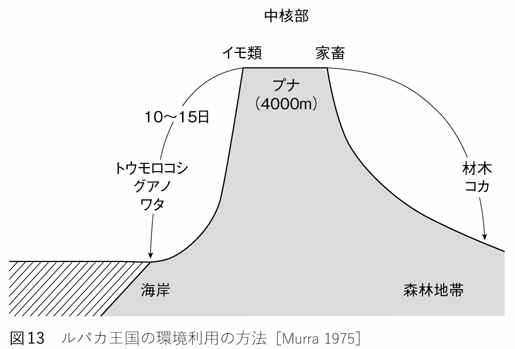 中核部
イモ類 家畜
プナ
（4000m）
10〜15日
トウモロコシ
グアノ
ワタ
材木
コカ
海岸 森林地帯
図13 ルパカ王国の環境利用の方法［Murra 1975］